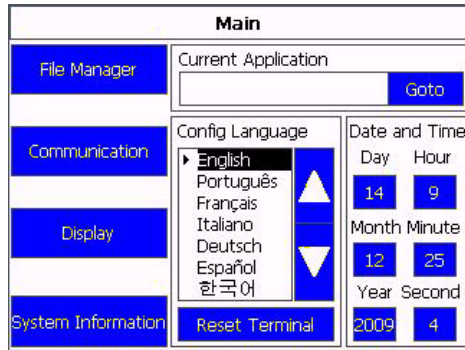 Main
File Manager
Communication
Display
System Information
Current Application
Goto
Config Language
English
Português
Français
Italiano
Deutsch
Español
한국어
Reset Terminal
Date and Time
Day Hour
14 9
Month Minute
12 25
Year Second
2009 4